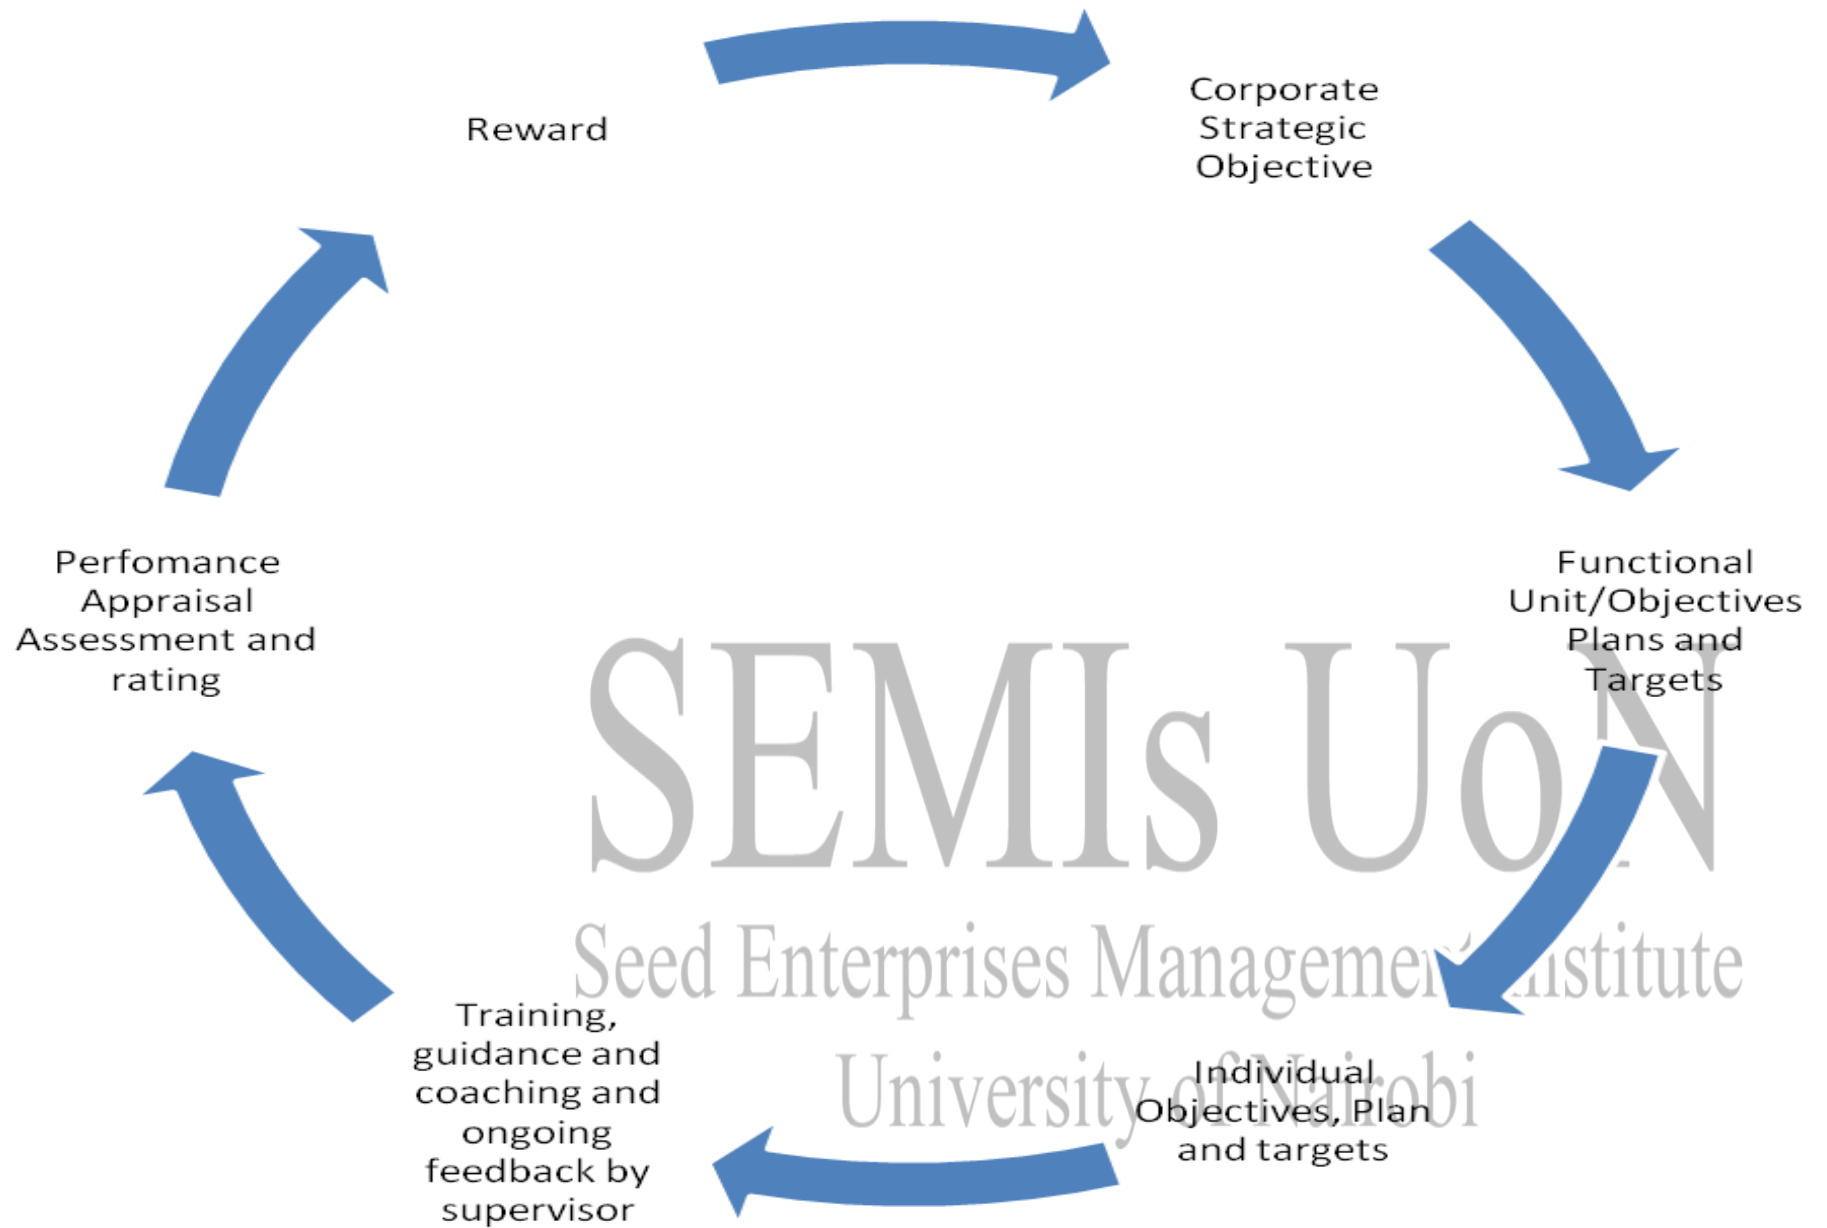 Reward
Corporate
Strategic
Objective
Functional
Unit/Objectives
Plans and
Targets
Individual
Objectives, Plan
and targets
Training,
guidance and
coaching and
ongoing
feedback by
supervisor
Perfomance
Appraisal
Assessment and
rating
SEMIs UoN
Seed Enterprises Management Institute
University of Nairobi